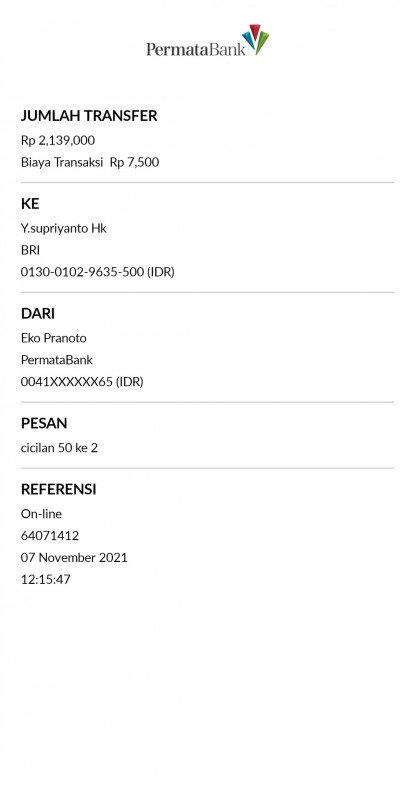 PermataBank
JUMLAH TRANSFER
Rp 2,139,000
Biaya Transaksi Rp 7,500
KE
Y.supriyanto Hk
BRI
0130-0102-9635-500 (IDR)
DARI
Eko Pranoto
PermataBank
0041XXXXXX65 (IDR)
PESAN
cicilan 50 ke 2
REFERENSI
On-line
64071412
07 November 2021
12:15:47